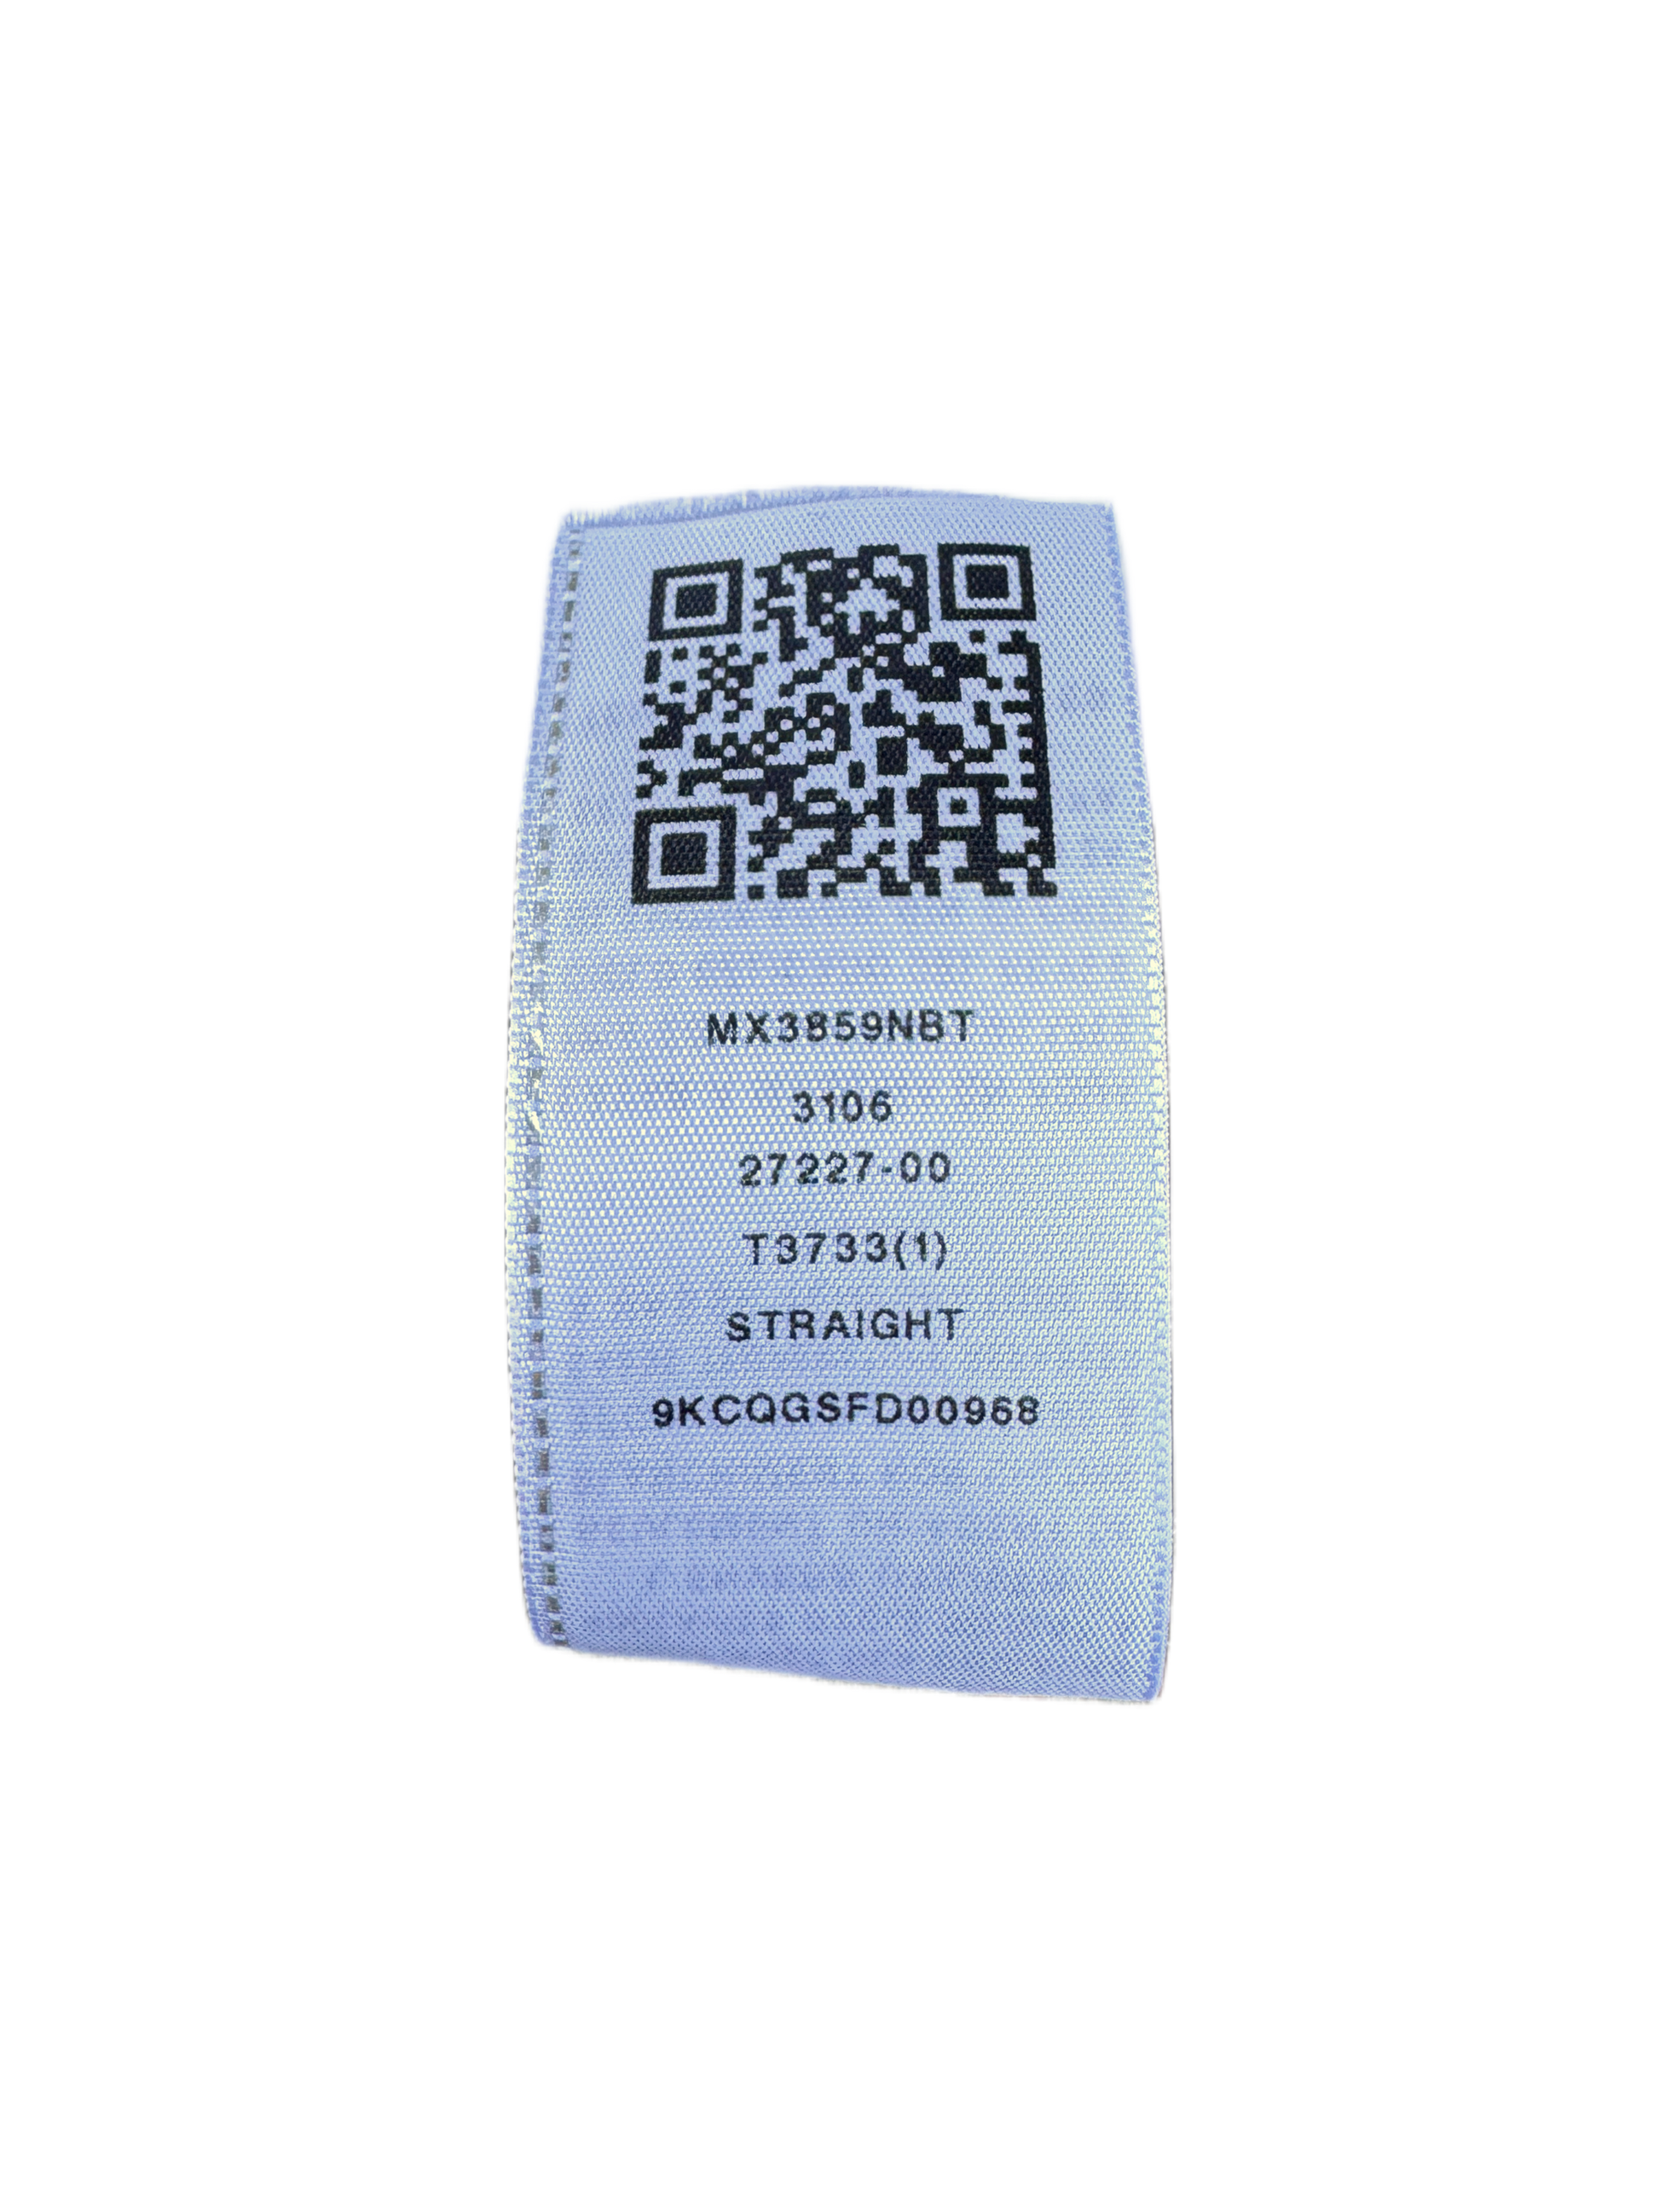 MX3859NBT
3106
27227-00
T3733(1)
STRAIGHT
9KCQGSFD00968